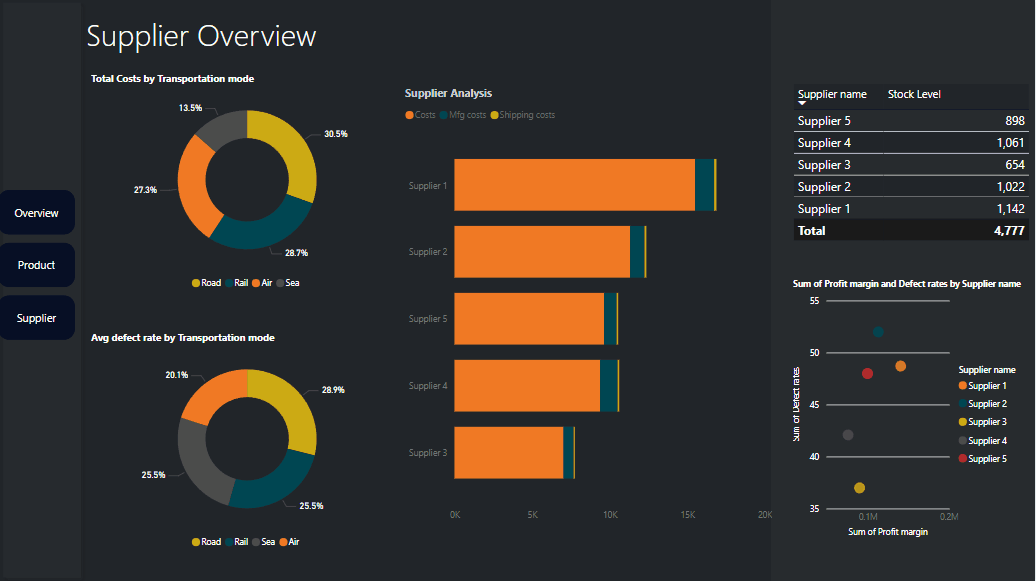 Supplier Overview
Overview
Product
Supplier
Total Costs by Transportation mode
13.5%
30.5%
27.3%
28.7%
Road Rail Air Sea
Avg defect rate by Transportation mode
20.1%
28.9%
25.5%
25.5%
Road Rail Sea Air
Supplier Analysis
Costs Mfg costs Shipping costs
Supplier 1
Supplier 2
Supplier 5
Supplier 4
Supplier 3
0K 5K 10K 15K 20K
Supplier name Stock Level
Supplier 5 898
Supplier 4 1,061
Supplier 3 654
Supplier 2 1,022
Supplier 1 1,142
Total 4,777
Sum of Profit margin and Defect rates by Supplier name
55
50
45
40
35
Sum of Defect rates
0.1M 0.2M
Sum of Profit margin
Supplier name
Supplier 1
Supplier 2
Supplier 3
Supplier 4
Supplier 5